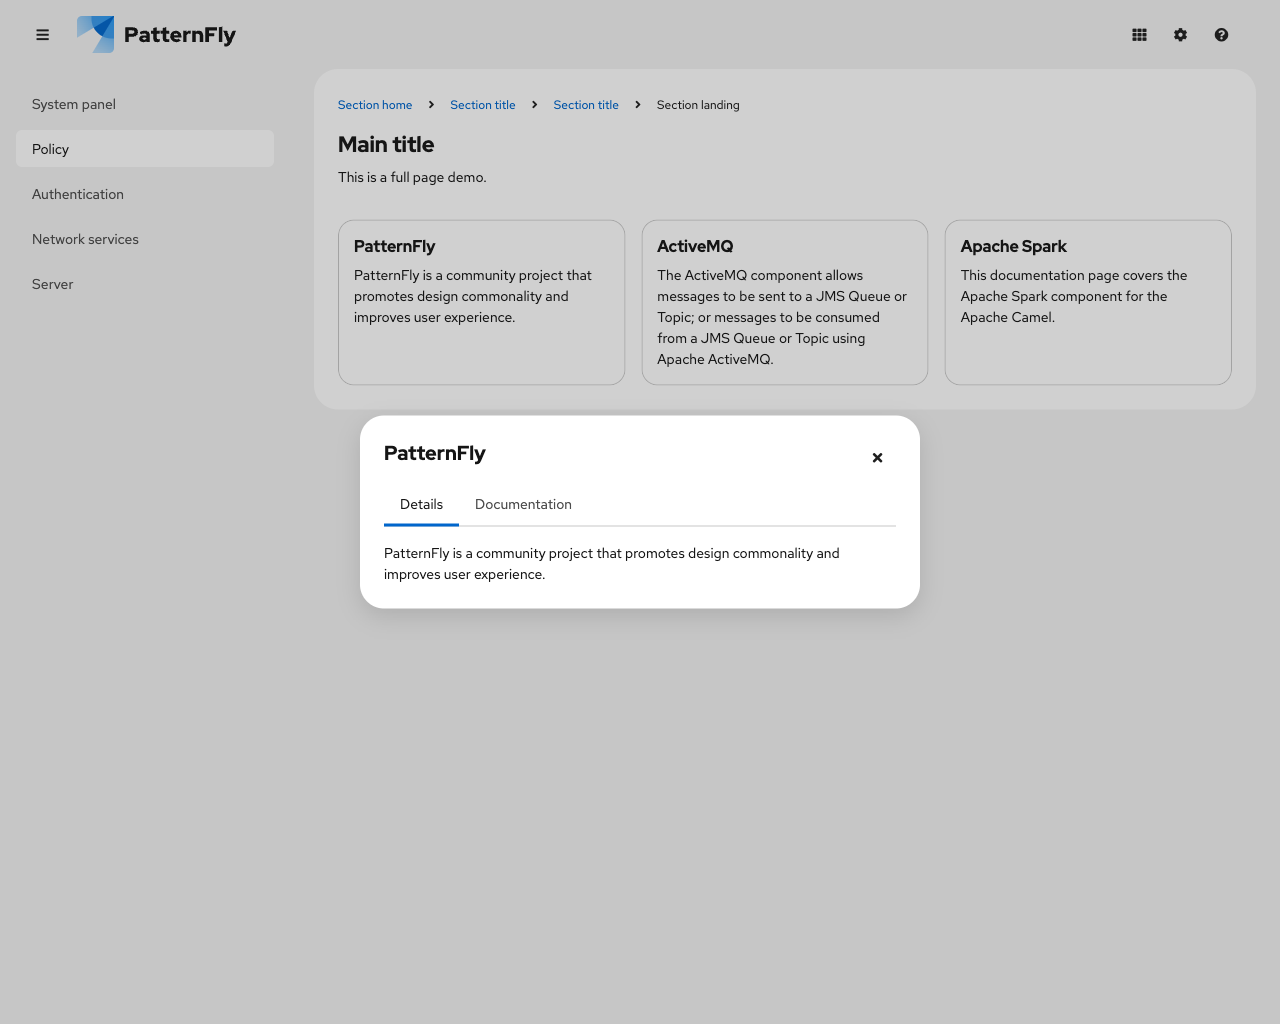 PatternFly
System panel
Policy
Authentication
Network services
Server
Section home
Section title
Section title
Section landing
Main title
This is a full page demo.
PatternFly
PatternFly is a community project that
promotes design commonality and
improves user experience.
ActiveMQ
The ActiveMQ component allows
messages to be sent to a JMS Queue or
Topic; or messages to be consumed
from a JMS Queue or Topic using
Apache ActiveMQ.
Apache Spark
This documentation page covers the
Apache Spark component for the
Apache Camel.
PatternFly
Details
Documentation
PatternFly is a community project that promotes design commonality and
improves user experience.